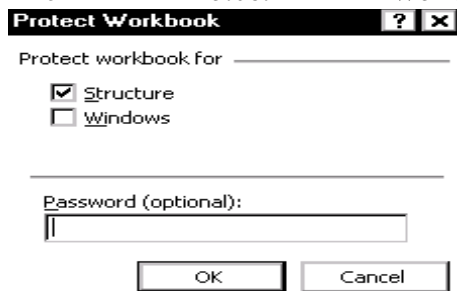 Protect Workbook ? ×
Protect workbook for
Structure
Windows
Password (optional):
OK Cancel